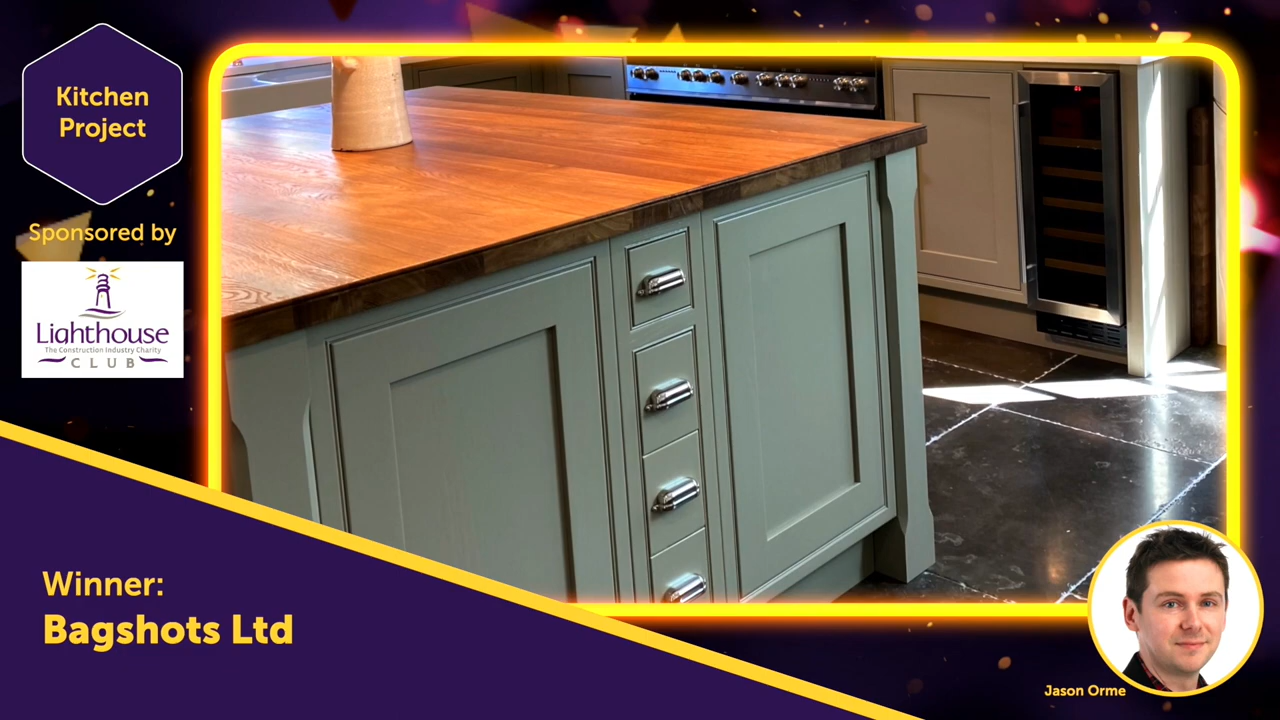 Kitchen
Project
Sponsored by
Lighthouse
The Construction Industry Charity
CLUB
Winner:
Bagshots Ltd
Jason Orme